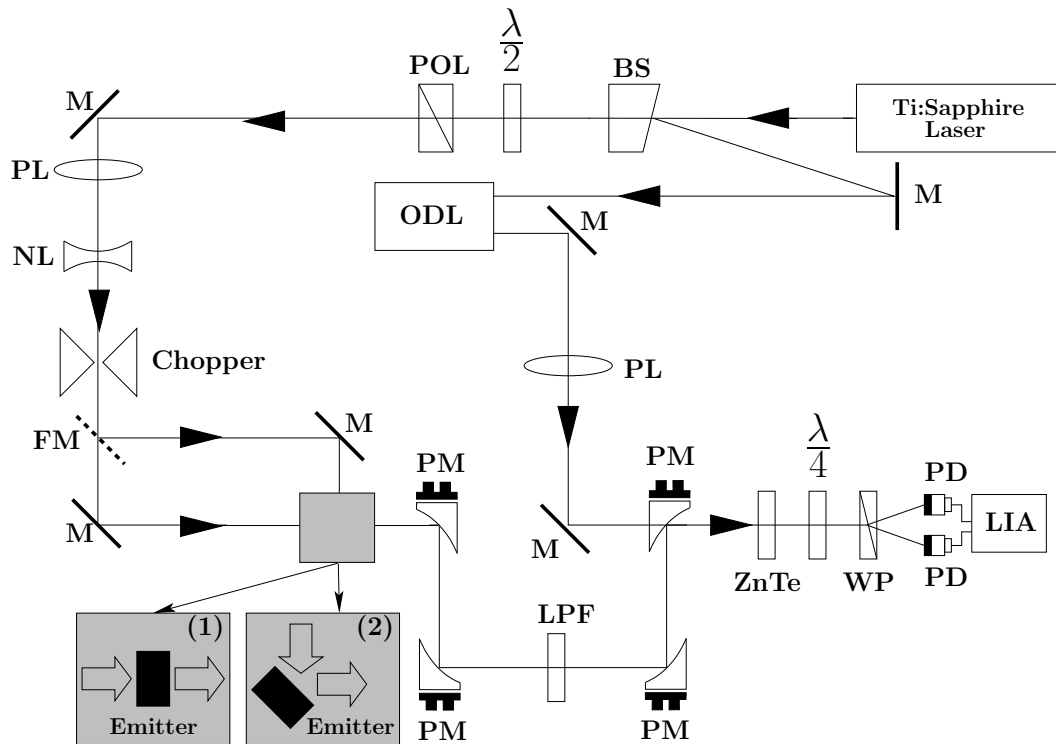 λ
2
POL
BS
Ti:Sapphire
Laser
M
PL
M
ODL
M
NL
Chopper
PL
FM
M
PM
PM
λ
4
PD
LIA
M
M
ZnTe
WP
PD
LPF
(1)
(2)
Emitter
Emitter
PM
PM